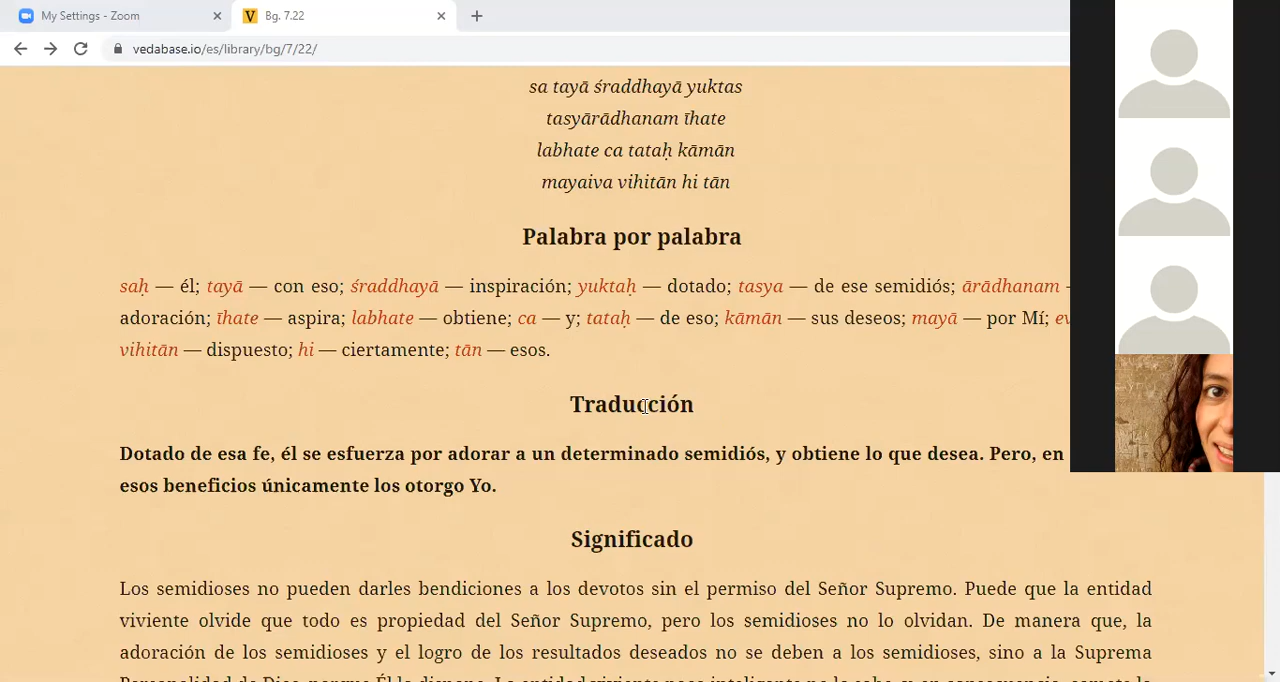 My Settings - Zoom
Bg. 7.22
vedabase.io/es/library/bg/7/22/
sa tayā śraddhayā yuktas
tasyārādhanam īhate
labhate ca tataḥ kāmān
mayaiva vihitān hi tān
Palabra por palabra
saḥ — él; tayā — con eso; śraddhayā — inspiración; yuktaḥ — dotado; tasya — de ese semidiós; ārādhanam —
adoración; īhate — aspira; labhate — obtiene; ca — y; tataḥ — de eso; kāmān — sus deseos; mayā — por Mí;
vihitān — dispuesto; hi — ciertamente; tān — esos.
Traducción
Dotado de esa fe, él se esfuerza por adorar a un determinado semidiós, y obtiene lo que desea. Pero, en
esos beneficios únicamente los otorgo Yo.
Significado
Los semidioses no pueden darles bendiciones a los devotos sin el permiso del Señor Supremo. Puede que la entidad
viviente olvide que todo es propiedad del Señor Supremo, pero los semidioses no lo olvidan. De manera que, la
adoración de los semidioses y el logro de los resultados deseados no se deben a los semidioses, sino a la Suprema